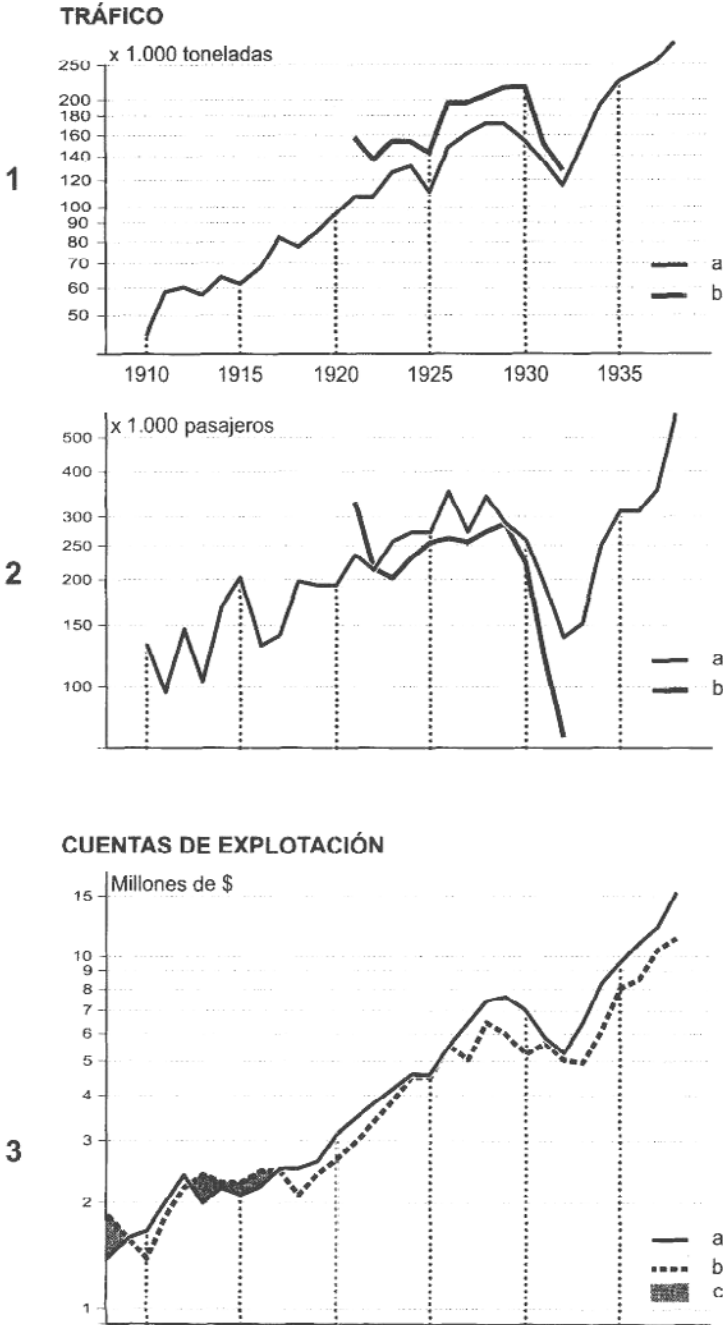 TRÁFICO
x 1.000 toneladas
250
200
180
160
140
120
100
90
80
70
60
50
1
a
b
1910 1915 1920 1925 1930 1935
x 1.000 pasajeros
500
400
300
250
200
150
100
2
a
b
CUENTAS DE EXPLOTACIÓN
Millones de $
15
10
9
8
7
6
5
4
3
2
1
3
a
b
c